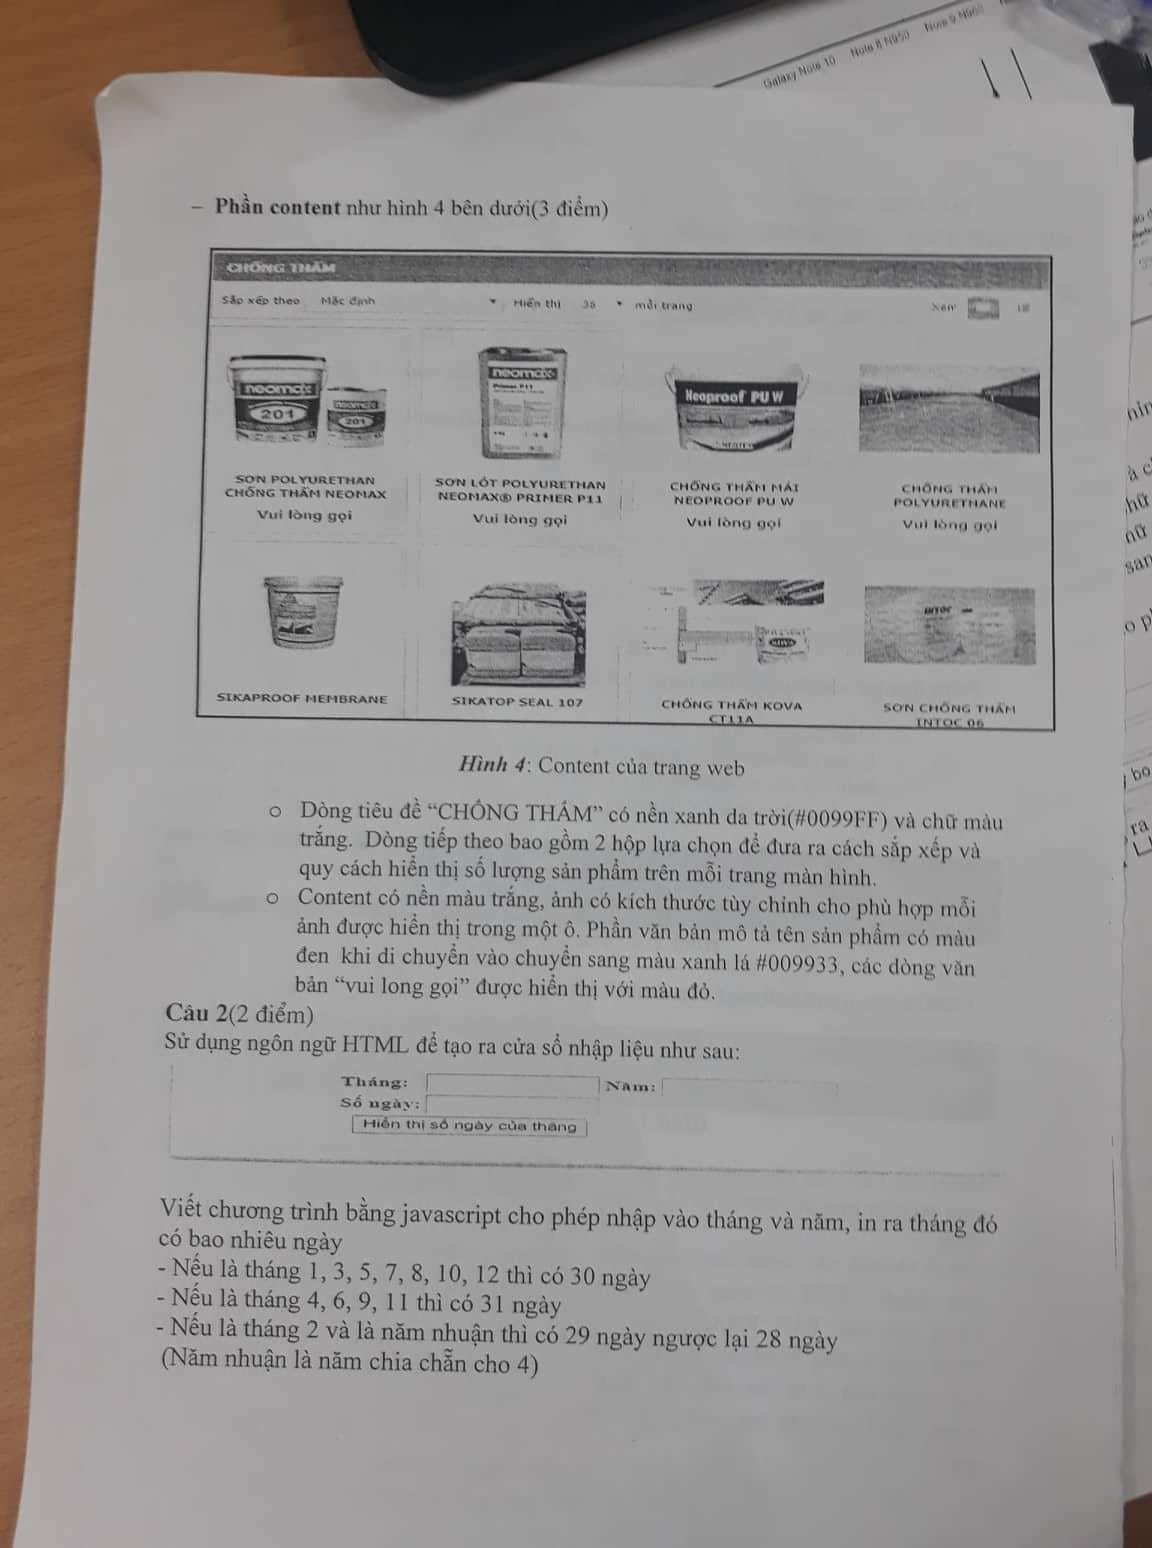 Galaxy Note 10 Note 8 N950 Note 9 N960
– Phần content như hình 4 bên dưới(3 điểm)
CHỐNG THẤM
Sắp xếp theo Mặc định Hiển thị 36 mỗi trang Xem
neomax 201 neomax 201
neomax Primer P11
Neoproof PU W
SƠN POLYURETHAN CHỐNG THẤM NEOMAX
Vui lòng gọi
SƠN LÓT POLYURETHAN NEOMAX® PRIMER P11
Vui lòng gọi
CHỐNG THẤM MÁI NEOPROOF PU W
Vui lòng gọi
CHỐNG THẤM POLYURETHANE
Vui lòng gọi
INTOC
KOVA
SIKAPROOF MEMBRANE
SIKATOP SEAL 107
CHỐNG THẤM KOVA CT11A
SƠN CHỐNG THẤM INTOC 06
Hình 4: Content của trang web
○ Dòng tiêu đề “CHỐNG THẤM” có nền xanh da trời(#0099FF) và chữ màu
trắng. Dòng tiếp theo bao gồm 2 hộp lựa chọn để đưa ra cách sắp xếp và
quy cách hiển thị số lượng sản phẩm trên mỗi trang màn hình.
○ Content có nền màu trắng, ảnh có kích thước tùy chỉnh cho phù hợp mỗi
ảnh được hiển thị trong một ô. Phần văn bản mô tả tên sản phẩm có màu
đen khi di chuyển vào chuyển sang màu xanh lá #009933, các dòng văn
bản “vui long gọi” được hiển thị với màu đỏ.
Câu 2(2 điểm)
Sử dụng ngôn ngữ HTML để tạo ra cửa sổ nhập liệu như sau:
Tháng: Năm:
Số ngày:
Hiển thị số ngày của tháng
Viết chương trình bằng javascript cho phép nhập vào tháng và năm, in ra tháng đó
có bao nhiêu ngày
- Nếu là tháng 1, 3, 5, 7, 8, 10, 12 thì có 30 ngày
- Nếu là tháng 4, 6, 9, 11 thì có 31 ngày
- Nếu là tháng 2 và là năm nhuận thì có 29 ngày ngược lại 28 ngày
(Năm nhuận là năm chia chẵn cho 4)